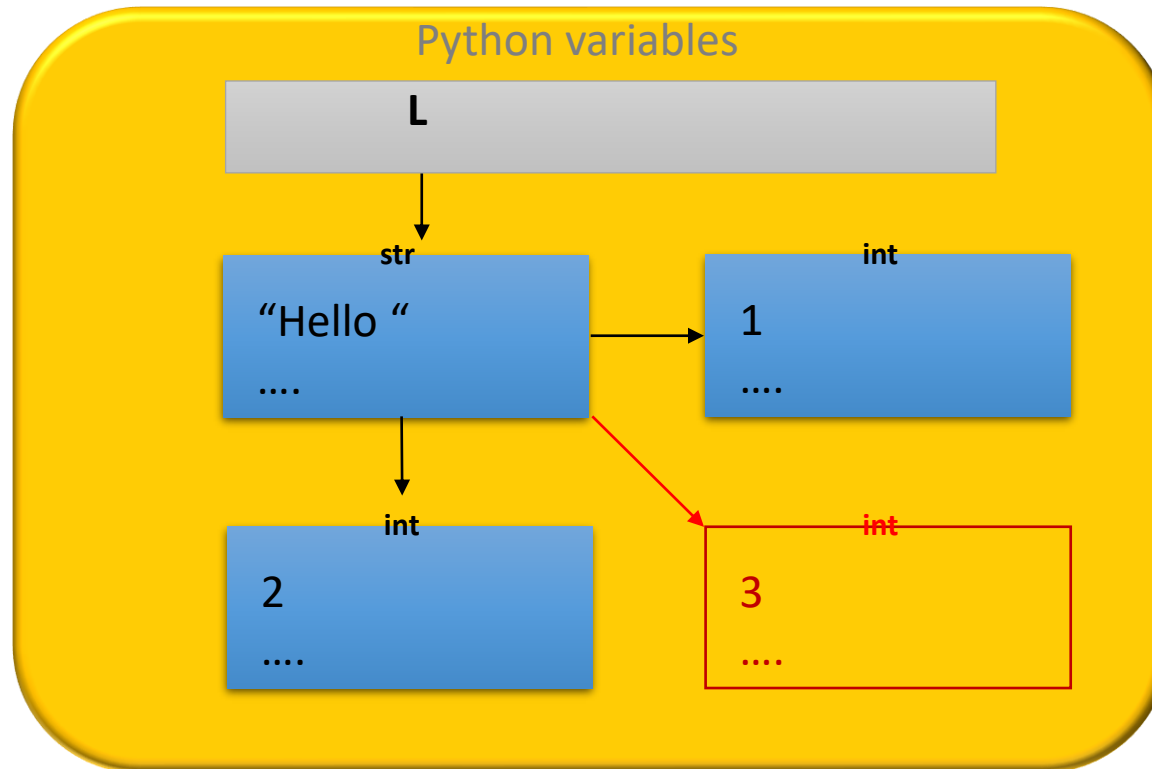 Python variables
L
str
“Hello “
....
int
1
....
int
2
....
int
3
....